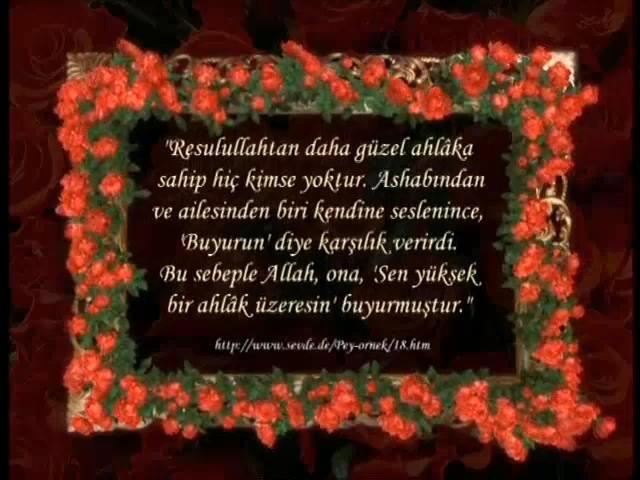 "Resulullahtan daha güzel ahlâka
sahip hiç kimse yoktur. Ashabından
ve ailesinden biri kendine seslenince,
'Buyurun' diye karşılık verirdi.
Bu sebeple Allah, ona, 'Sen yüksek
bir ahlâk üzeresin' buyurmuştur."
http://www.sevde.de/Pey-ornek/18.htm